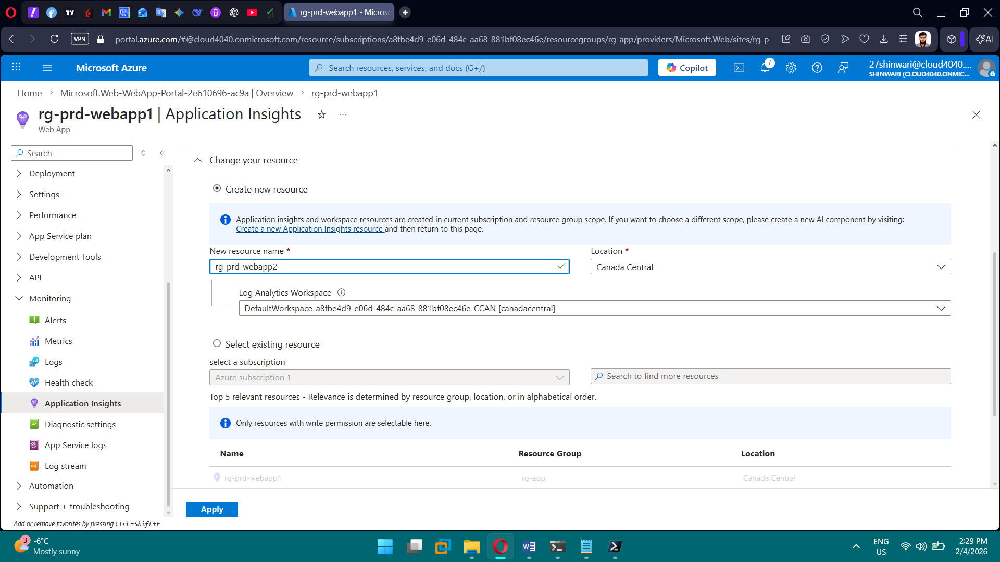 rg-prd-webapp1 - Micros
VPN
portal.azure.com/#@cloud4040.onmicrosoft.com/resource/subscriptions/a8fbe4d9-e06d-484c-aa68-881bf08ec46e/resourcegroups/rg-app/providers/Microsoft.Web/sites/rg-p
AI
Microsoft Azure
Search resources, services, and docs (G+/)
Copilot
7
27shinwari@cloud4040....
SHINWARI (CLOUD4040.ONMIC...
Home > Microsoft.Web-WebApp-Portal-2e610696-ac9a | Overview > rg-prd-webapp1
rg-prd-webapp1 | Application Insights
Web App
Search
Deployment
Settings
Performance
App Service plan
Development Tools
API
Monitoring
Alerts
Metrics
Logs
Health check
Application Insights
Diagnostic settings
App Service logs
Log stream
Automation
Support + troubleshooting
Add or remove favorites by pressing Ctrl+Shift+F
Change your resource
Create new resource
Application insights and workspace resources are created in current subscription and resource group scope. If you want to choose a different scope, please create a new AI component by visiting:
Create a new Application Insights resource and then return to this page.
New resource name *
Location *
rg-prd-webapp2
Canada Central
Log Analytics Workspace
DefaultWorkspace-a8fbe4d9-e06d-484c-aa68-881bf08ec46e-CCAN [canadacentral]
Select existing resource
select a subscription
Azure subscription 1
Search to find more resources
Top 5 relevant resources - Relevance is determined by resource group, location, or in alphabetical order.
Only resources with write permission are selectable here.
Name Resource Group Location
rg-prd-webapp1 rg-app Canada Central
Apply
3
-6°C
Mostly sunny
ENG
US
2:29 PM
2/4/2026